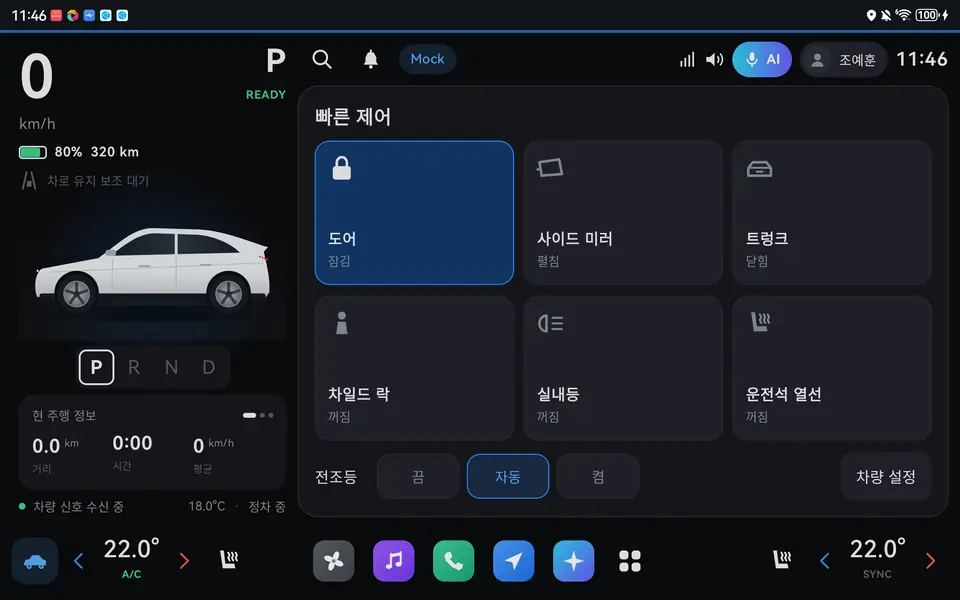 11:46
100
0
P
READY
km/h
80% 320 km
차로 유지 보조 대기
P R N D
현 주행 정보
0.0 km
거리
0:00
시간
0 km/h
평균
차량 신호 수신 중
18.0°C · 정차 중
Mock
AI
조예훈
11:46
빠른 제어
도어
잠김
사이드 미러
펼침
트렁크
닫힘
차일드 락
꺼짐
실내등
꺼짐
운전석 열선
꺼짐
전조등
끔
자동
켬
차량 설정
22.0°
A/C
22.0°
SYNC